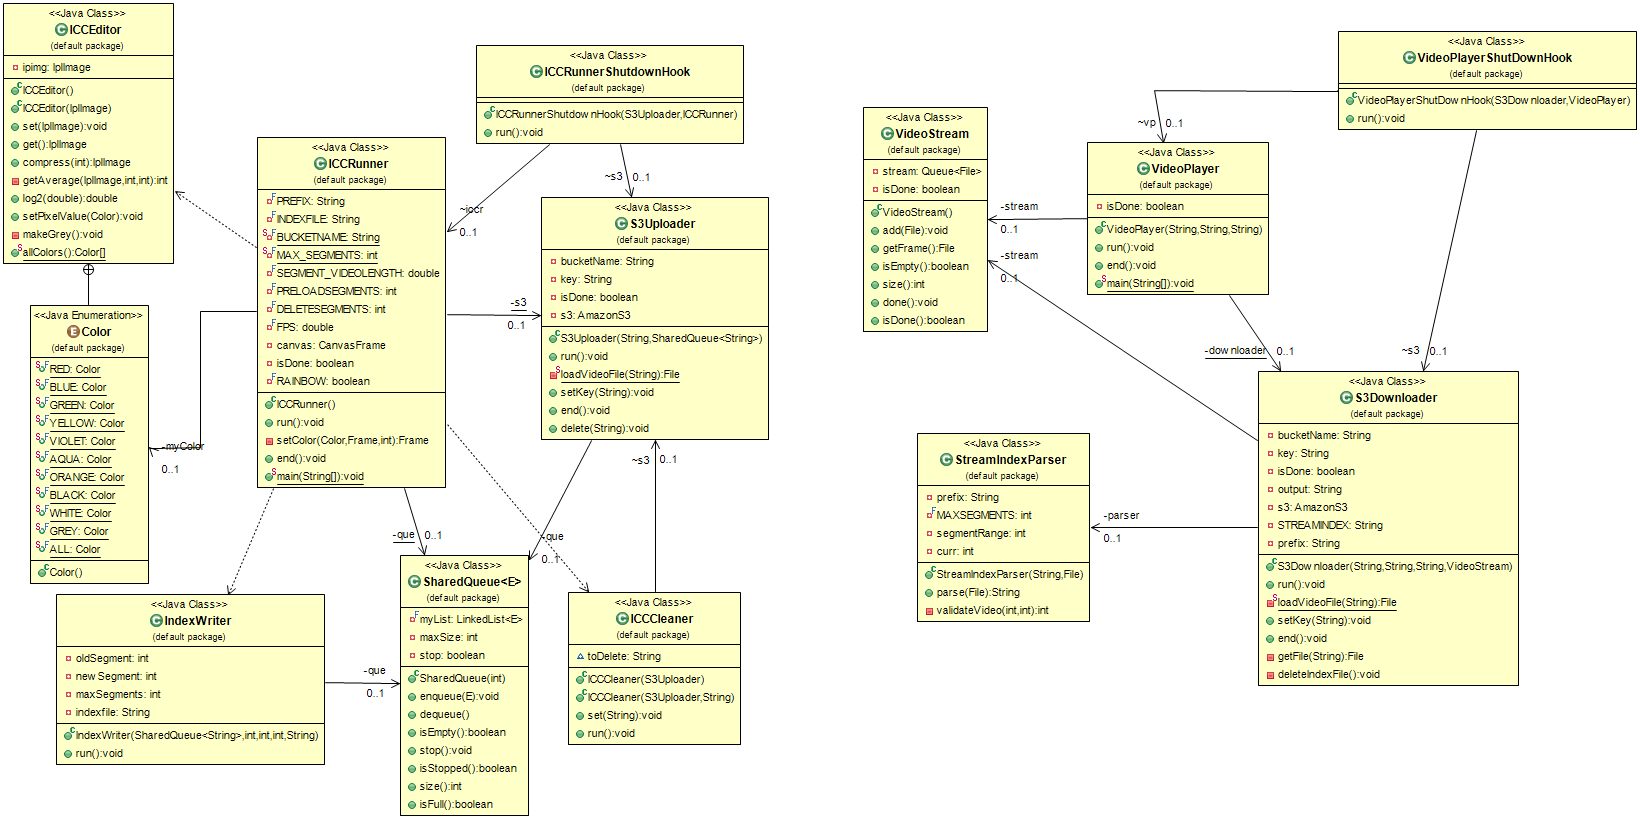 <<Java Class>>
ICCEditor
(default package)
ipimg: IplImage
ICCEditor()
ICCEditor(IplImage)
set(IplImage):void
get():IplImage
compress(int):IplImage
getAverage(IplImage,int,int):int
log2(double):double
setPixelValue(Color):void
makeGrey():void
allColors():Color[]
<<Java Enumeration>>
Color
(default package)
RED: Color
BLUE: Color
GREEN: Color
YELLOW: Color
VIOLET: Color
AQUA: Color
ORANGE: Color
BLACK: Color
WHITE: Color
GREY: Color
ALL: Color
Color()
<<Java Class>>
ICCRunner
(default package)
PREFIX: String
INDEXFILE: String
BUCKETNAME: String
MAX_SEGMENTS: int
SEGMENT_VIDEOLENGTH: double
PRELOADSEGMENTS: int
DELETESEGMENTS: int
FPS: double
canvas: CanvasFrame
isDone: boolean
RAINBOW: boolean
ICCRunner()
run():void
setColor(Color,Frame,int):Frame
end():void
main(String[]):void
-myColor
0..1
<<Java Class>>
ICCRunnerShutdownHook
(default package)
ICCRunnerShutdownHook(S3Uploader,ICCRunner)
run():void
~iccr
0..1
~s3
0..1
<<Java Class>>
S3Uploader
(default package)
bucketName: String
key: String
isDone: boolean
s3: AmazonS3
S3Uploader(String,SharedQueue<String>)
run():void
loadVideoFile(String):File
setKey(String):void
end():void
delete(String):void
-s3
0..1
~s3
0..1
-que
0..1
-que
0..1
<<Java Class>>
IndexWriter
(default package)
oldSegment: int
newSegment: int
maxSegments: int
indexfile: String
IndexWriter(SharedQueue<String>,int,int,int,String)
run():void
-que
0..1
<<Java Class>>
SharedQueue<E>
(default package)
myList: LinkedList<E>
maxSize: int
stop: boolean
SharedQueue(int)
enqueue(E):void
dequeue()
isEmpty():boolean
stop():void
isStopped():boolean
size():int
isFull():boolean
<<Java Class>>
ICCCleaner
(default package)
toDelete: String
ICCCleaner(S3Uploader)
ICCCleaner(S3Uploader,String)
set(String):void
run():void
<<Java Class>>
VideoStream
(default package)
stream: Queue<File>
isDone: boolean
VideoStream()
add(File):void
getFrame():File
isEmpty():boolean
size():int
done():void
isDone():boolean
<<Java Class>>
VideoPlayer
(default package)
isDone: boolean
VideoPlayer(String,String,String)
run():void
end():void
main(String[]):void
<<Java Class>>
VideoPlayerShutDownHook
(default package)
VideoPlayerShutDownHook(S3Downloader,VideoPlayer)
run():void
~vp
0..1
-stream
0..1
-stream
0..1
-downloader
0..1
~s3
0..1
<<Java Class>>
StreamIndexParser
(default package)
prefix: String
MAXSEGMENTS: int
segmentRange: int
curr: int
StreamIndexParser(String,File)
parse(File):String
validateVideo(int,int):int
-parser
0..1
<<Java Class>>
S3Downloader
(default package)
bucketName: String
key: String
isDone: boolean
output: String
s3: AmazonS3
STREAMINDEX: String
prefix: String
S3Downloader(String,String,String,VideoStream)
run():void
loadVideoFile(String):File
setKey(String):void
end():void
getFile(String):File
deleteIndexFile():void